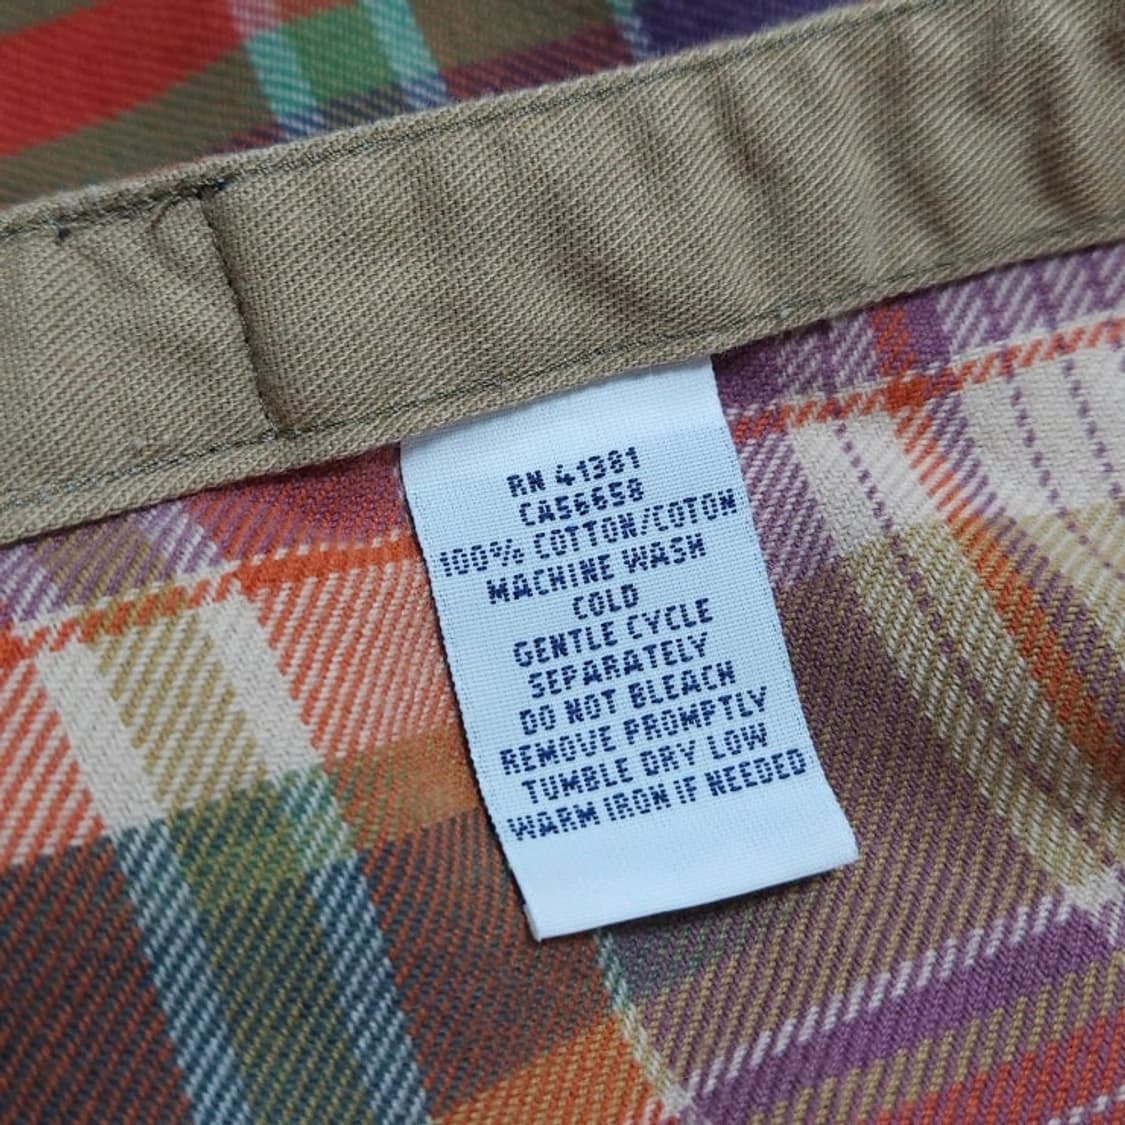 RN 41381
CA56658
100% COTTON/COTON
MACHINE WASH
COLD
GENTLE CYCLE
SEPARATELY
DO NOT BLEACH
REMOVE PROMPTLY
TUMBLE DRY LOW
WARM IRON IF NEEDED